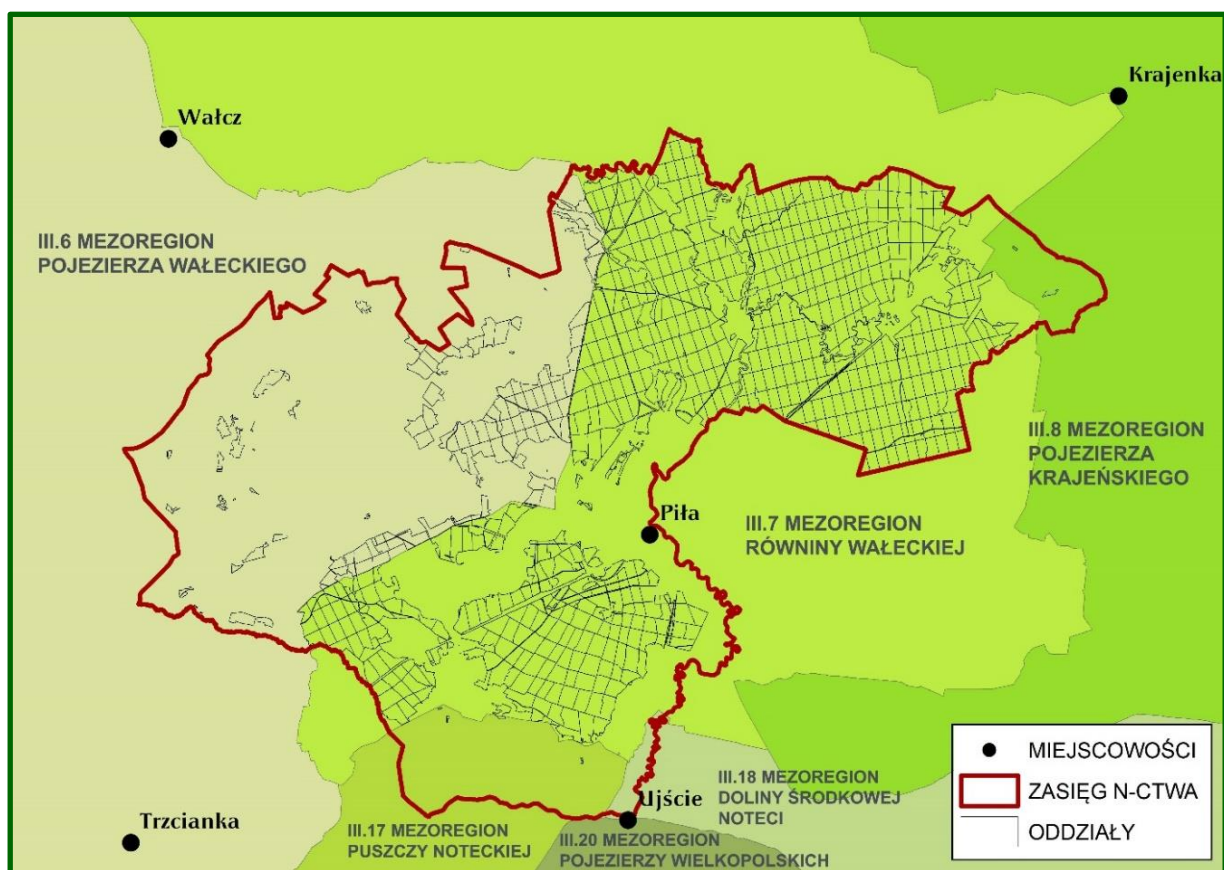 Krajenka
Wałcz
III.6 MEZOREGION
POJEZIERZA WAŁECKIEGO
III.8 MEZOREGION
POJEZIERZA
KRAJEŃSKIEGO
Piła
III.7 MEZOREGION
RÓWNINY WAŁECKIEJ
III.18 MEZOREGION
DOLINY ŚRODKOWEJ
NOTECI
Ujście
Trzcianka
III.17 MEZOREGION
PUSZCZY NOTECKIEJ
III.20 MEZOREGION
POJEZIERZY WIELKOPOLSKICH
MIEJSCOWOŚCI
ZASIĘG N-CTWA
ODDZIAŁY